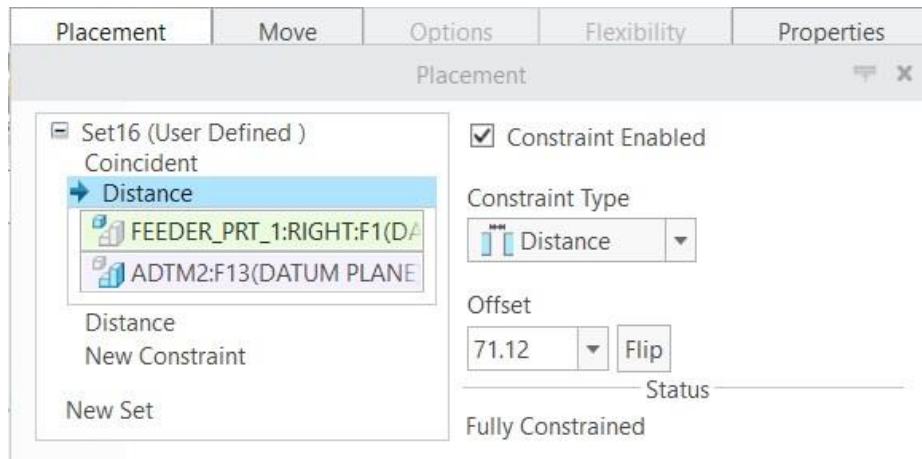 Placement Move Options Flexibility Properties
Placement
Set16 (User Defined )
Coincident
Distance
FEEDER_PRT_1:RIGHT:F1(DA
ADTM2:F13(DATUM PLANE
Distance
New Constraint
New Set
Constraint Enabled
Constraint Type
Distance
Offset
71.12 Flip
Status
Fully Constrained